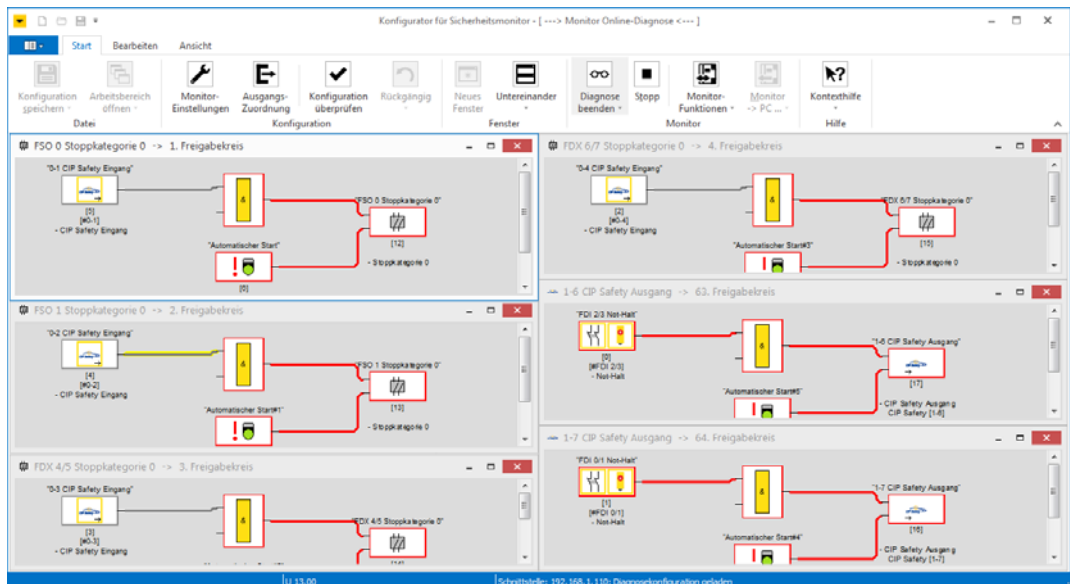 Konfigurator für Sicherheitsmonitor - [ ---> Monitor Online-Diagnose <--- ]
Start Bearbeiten Ansicht
Konfiguration speichern
Arbeitsbereich öffnen
Monitor-Einstellungen
Ausgangs-Zuordnung
Konfiguration überprüfen
Rückgängig
Neues Fenster
Untereinander
Diagnose beenden
Stopp
Monitor-Funktionen
Monitor -> PC ...
Kontexthilfe
Datei Konfiguration Fenster Monitor Hilfe
FSO 0 Stoppkategorie 0 -> 1. Freigabekreis
"0-1 CIP Safety Eingang"
[5]
[#0-1]
- CIP Safety Eingang
&
"FSO 0 Stoppkategorie 0"
[12]
"Automatischer Start"
- Stoppkategorie 0
[6]
FSO 1 Stoppkategorie 0 -> 2. Freigabekreis
"0-2 CIP Safety Eingang"
[4]
[#0-2]
- CIP Safety Eingang
&
"FSO 1 Stoppkategorie 0"
[13]
"Automatischer Start#1"
- Stoppkategorie 0
FDX 4/5 Stoppkategorie 0 -> 3. Freigabekreis
"0-3 CIP Safety Eingang"
[3]
[#0-3]
- CIP Safety Eingang
&
"FDX 4/5 Stoppkategorie 0"
FDX 6/7 Stoppkategorie 0 -> 4. Freigabekreis
"0-4 CIP Safety Eingang"
[2]
[#0-4]
- CIP Safety Eingang
&
"FDX 6/7 Stoppkategorie 0"
[15]
"Automatischer Start#3"
- Stoppkategorie 0
1-6 CIP Safety Ausgang -> 63. Freigabekreis
"FDI 2/3 Not-Halt"
[0]
[#FDI 2/3]
- Not-Halt
&
"1-6 CIP Safety Ausgang"
[17]
"Automatischer Start#5"
- CIP Safety Ausgang
CIP Safety [1-6]
1-7 CIP Safety Ausgang -> 64. Freigabekreis
"FDI 0/1 Not-Halt"
[1]
[#FDI 0/1]
- Not-Halt
&
"1-7 CIP Safety Ausgang"
[16]
"Automatischer Start#4"
- CIP Safety Ausgang
CIP Safety [1-7]
LI 13.00
Schnittstelle: 192.168.1.110: Diagnosekonfiguration geladen